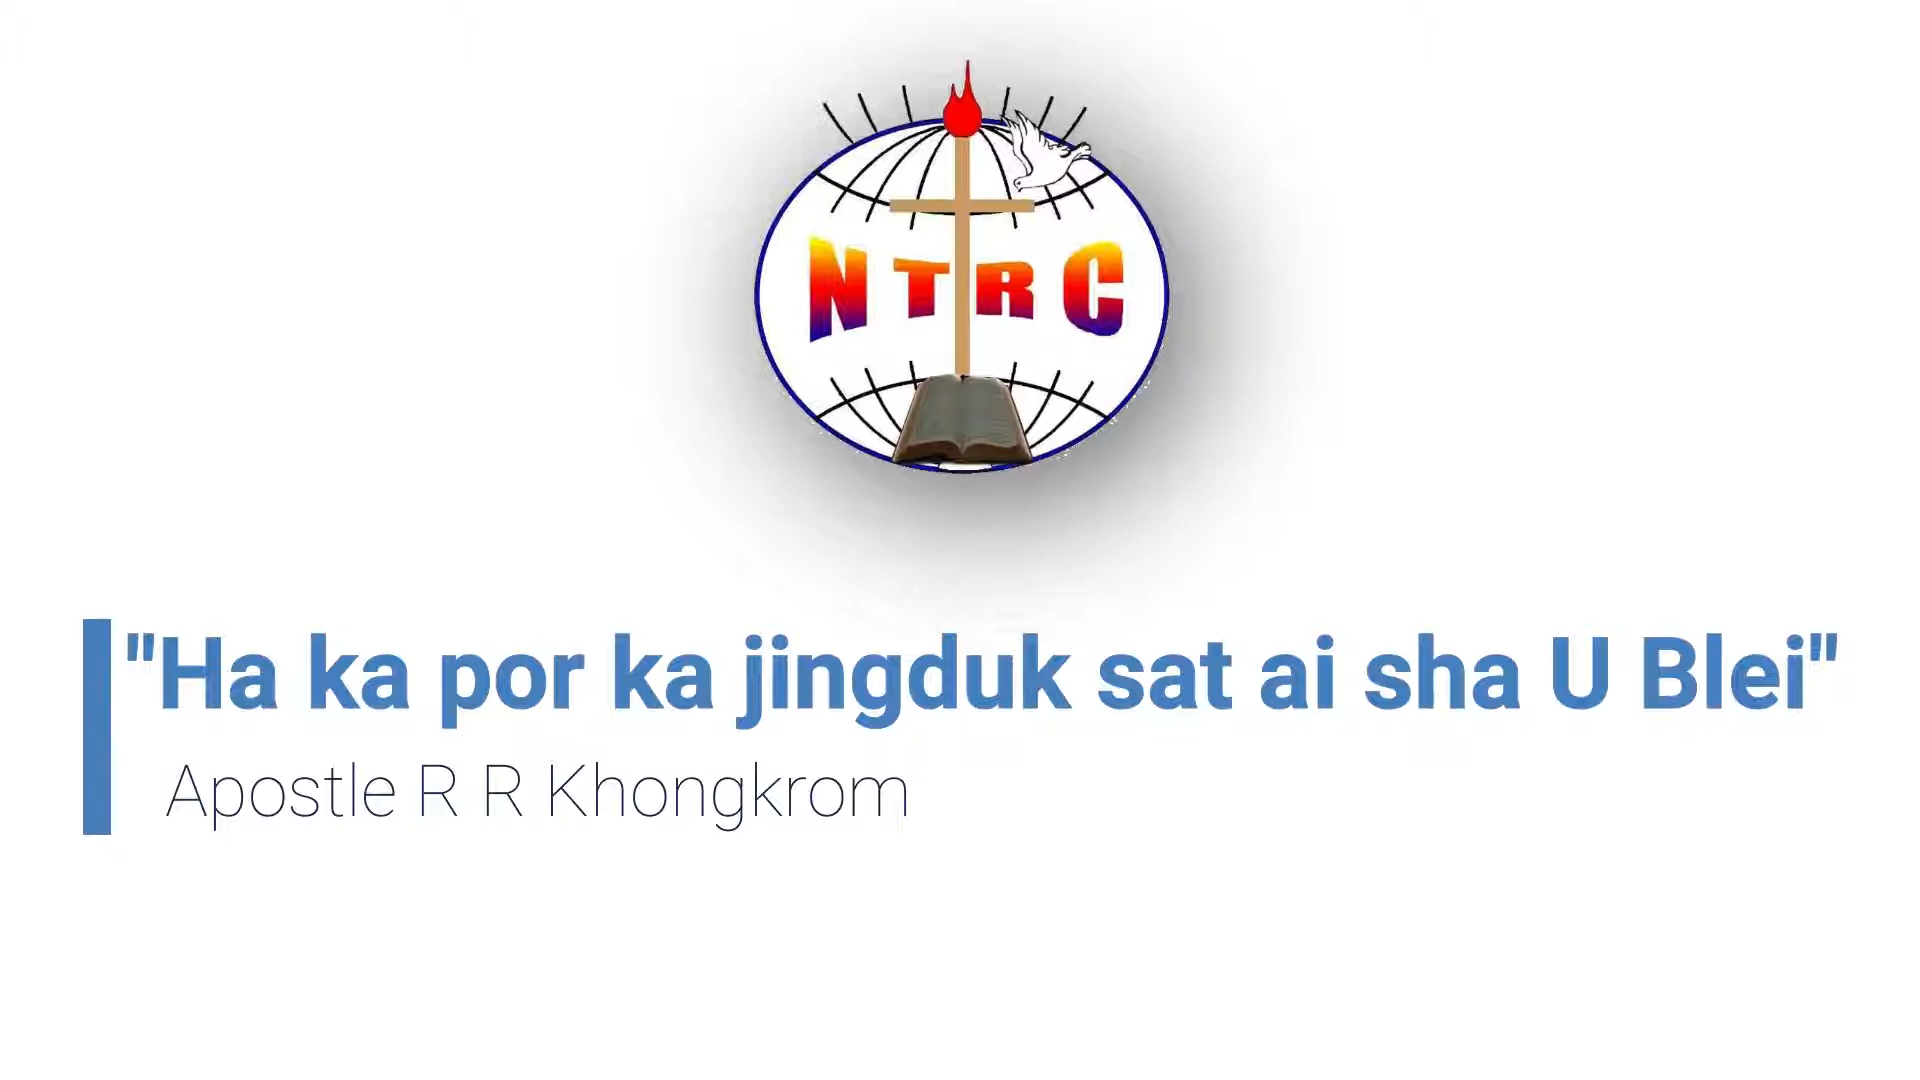 NTRC
"Ha ka por ka jingduk sat ai sha U Blei"
Apostle R R Khongkrom